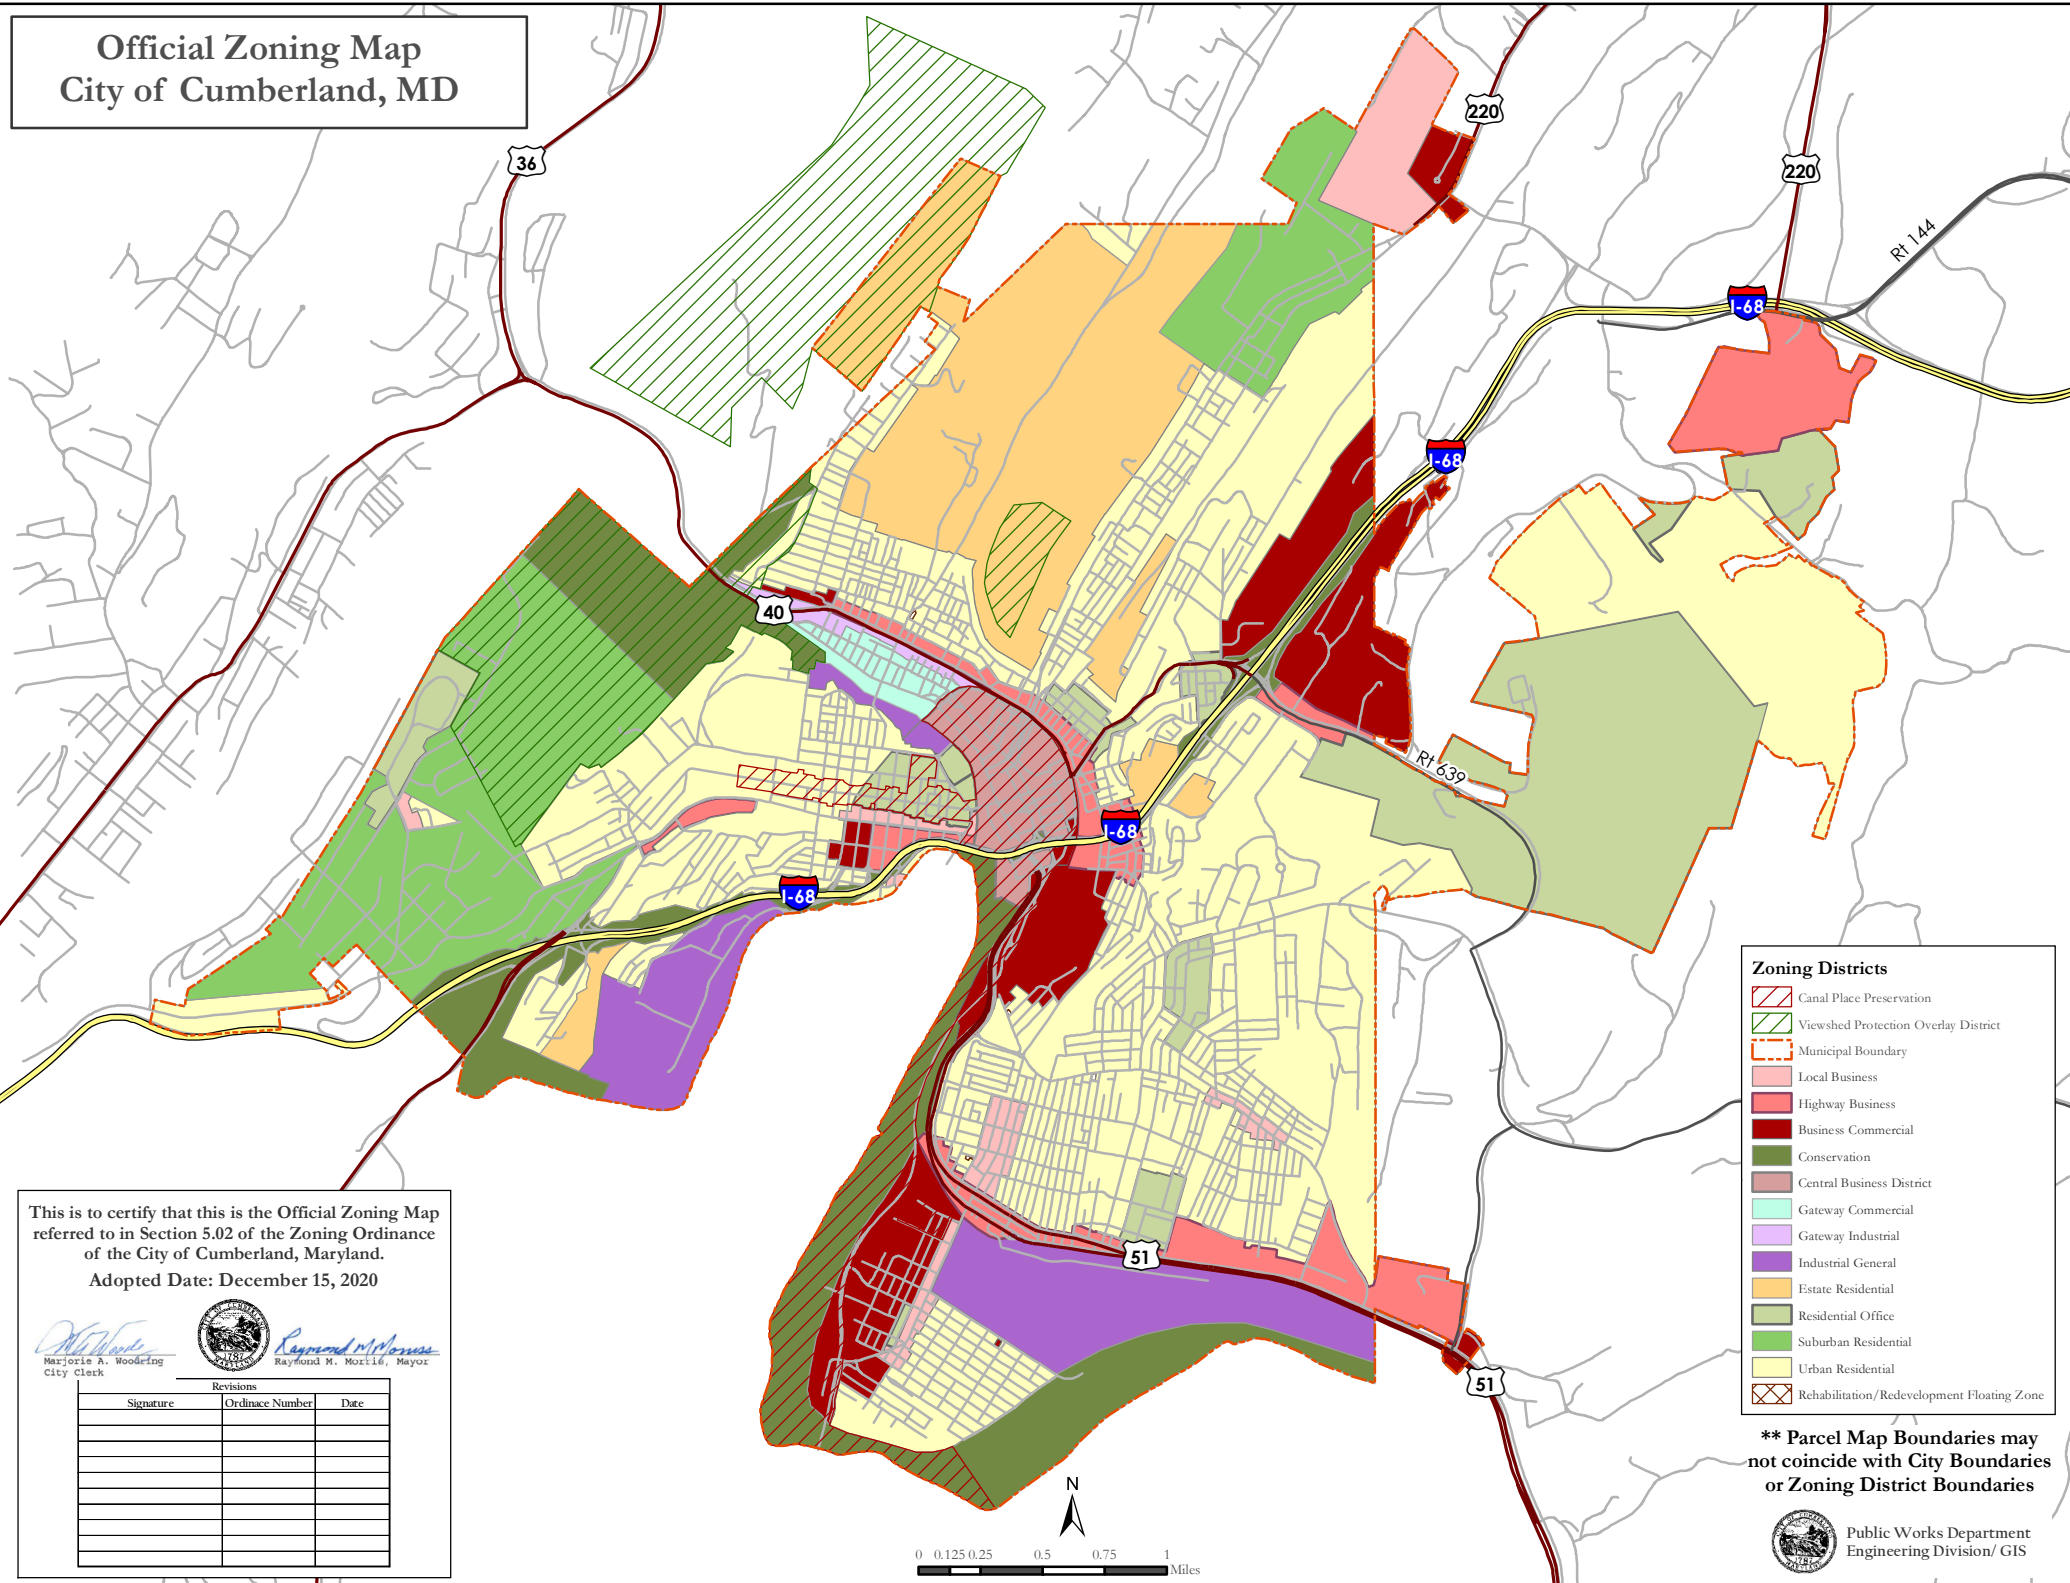 Official Zoning Map
City of Cumberland, MD
36
220
220
Rt 144
I-68
I-68
40
Rt 639
I-68
I-68
51
51
Zoning Districts
Canal Place Preservation
Viewshed Protection Overlay District
Municipal Boundary
Local Business
Highway Business
Business Commercial
Conservation
Central Business District
Gateway Commercial
Gateway Industrial
Industrial General
Estate Residential
Residential Office
Suburban Residential
Urban Residential
Rehabilitation/Redevelopment Floating Zone
** Parcel Map Boundaries may
not coincide with City Boundaries
or Zoning District Boundaries
Public Works Department
Engineering Division/ GIS
This is to certify that this is the Official Zoning Map
referred to in Section 5.02 of the Zoning Ordinance
of the City of Cumberland, Maryland.
Adopted Date: December 15, 2020
Marjorie A. Woodring
City Clerk
Raymond M Morriss
Raymond M. Morris, Mayor
1787
Revisions
Signature Ordinace Number Date
N
0 0.125 0.25 0.5 0.75 1
Miles